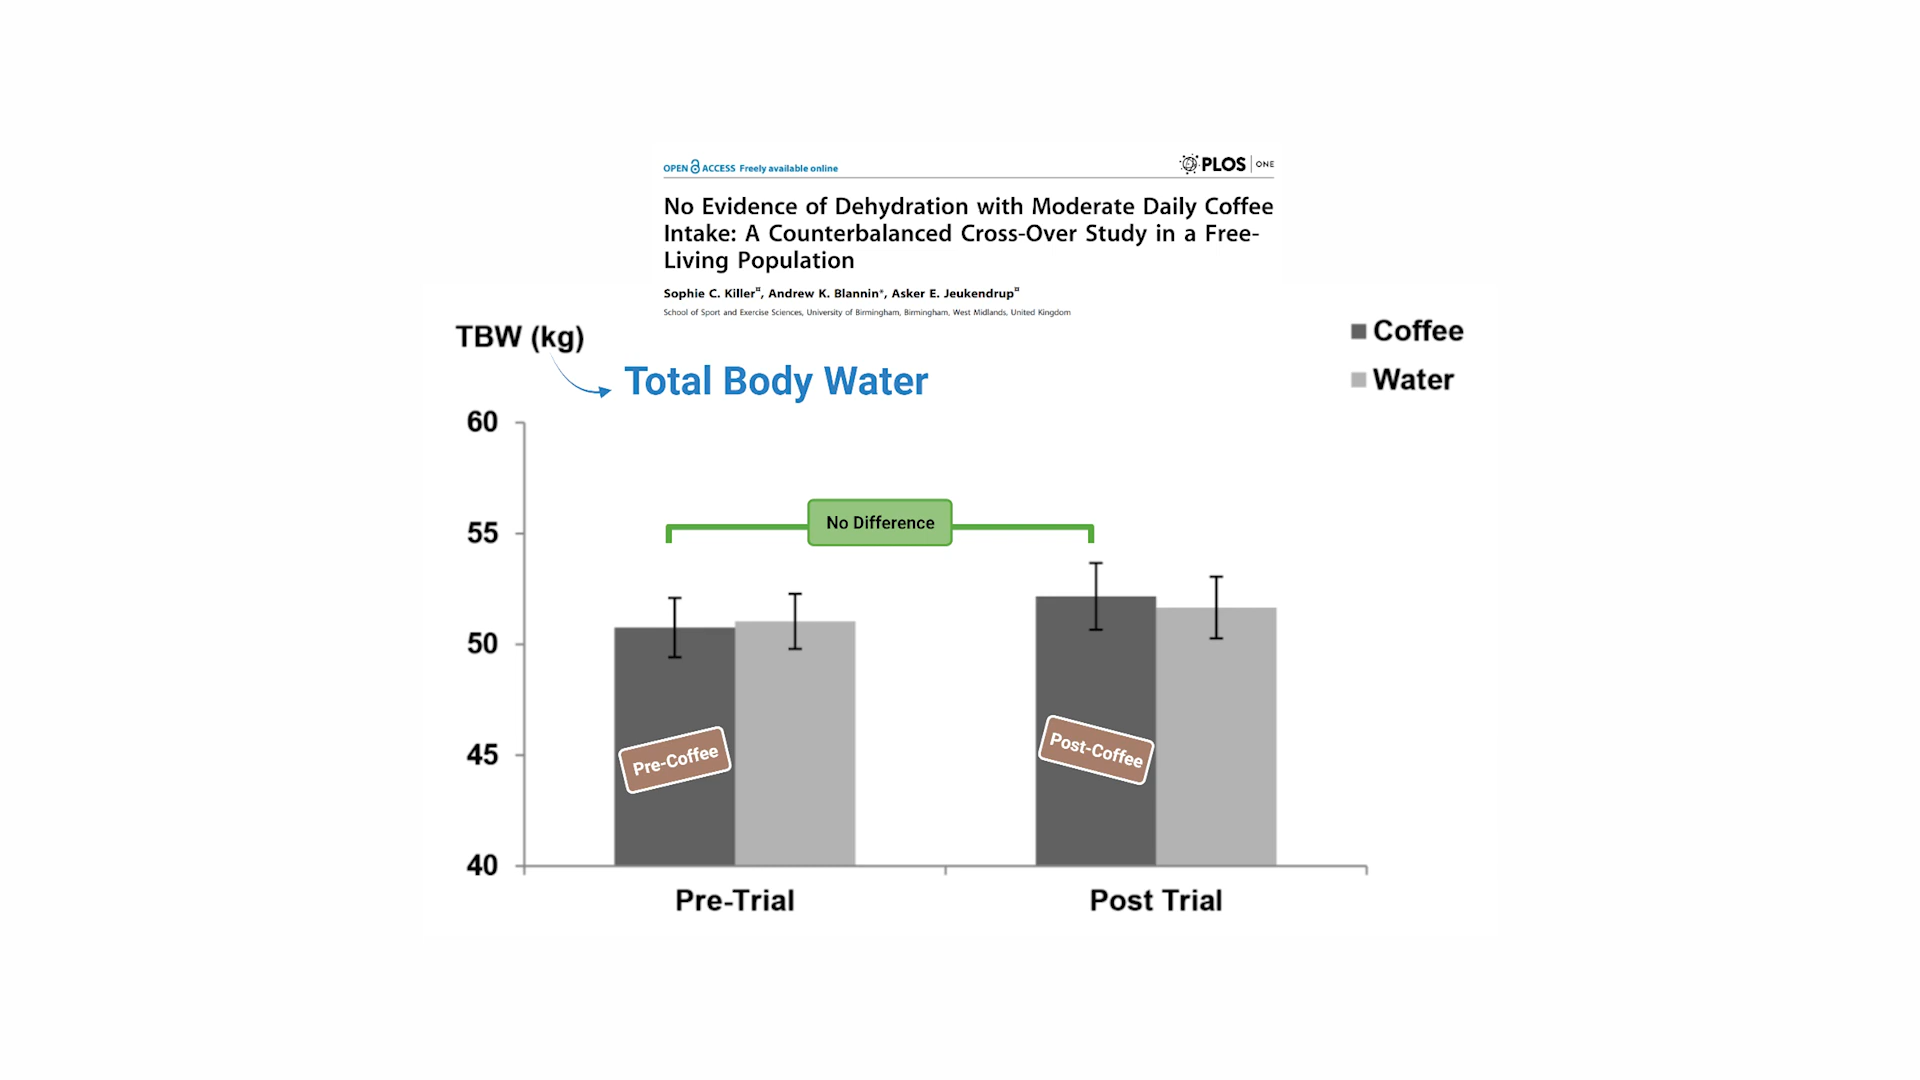 OPEN ACCESS Freely available online
PLOS ONE
No Evidence of Dehydration with Moderate Daily Coffee
Intake: A Counterbalanced Cross-Over Study in a Free-
Living Population
Sophie C. Killer¤, Andrew K. Blannin*, Asker E. Jeukendrup¤
School of Sport and Exercise Sciences, University of Birmingham, Birmingham, West Midlands, United Kingdom
TBW (kg)
Total Body Water
Coffee
Water
60
55
50
45
40
No Difference
Pre-Coffee
Post-Coffee
Pre-Trial
Post Trial